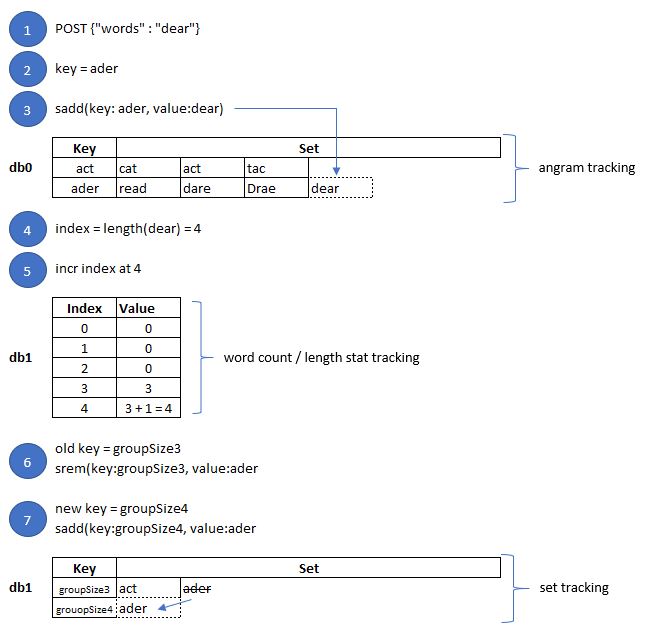 1 POST {"words" : "dear"}
2 key = ader
3 sadd(key: ader, value:dear)
Key Set
db0 act cat act tac angram tracking
ader read dare Drae dear
4 index = length(dear) = 4
5 incr index at 4
Index Value
0 0
1 0
db1 2 0 word count / length stat tracking
3 3
4 3 + 1 = 4
6 old key = groupSize3
srem(key:groupSize3, value:ader
7 new key = groupSize4
sadd(key:groupSize4, value:ader
Key Set
db1 groupSize3 act ader set tracking
grouopSize4 ader